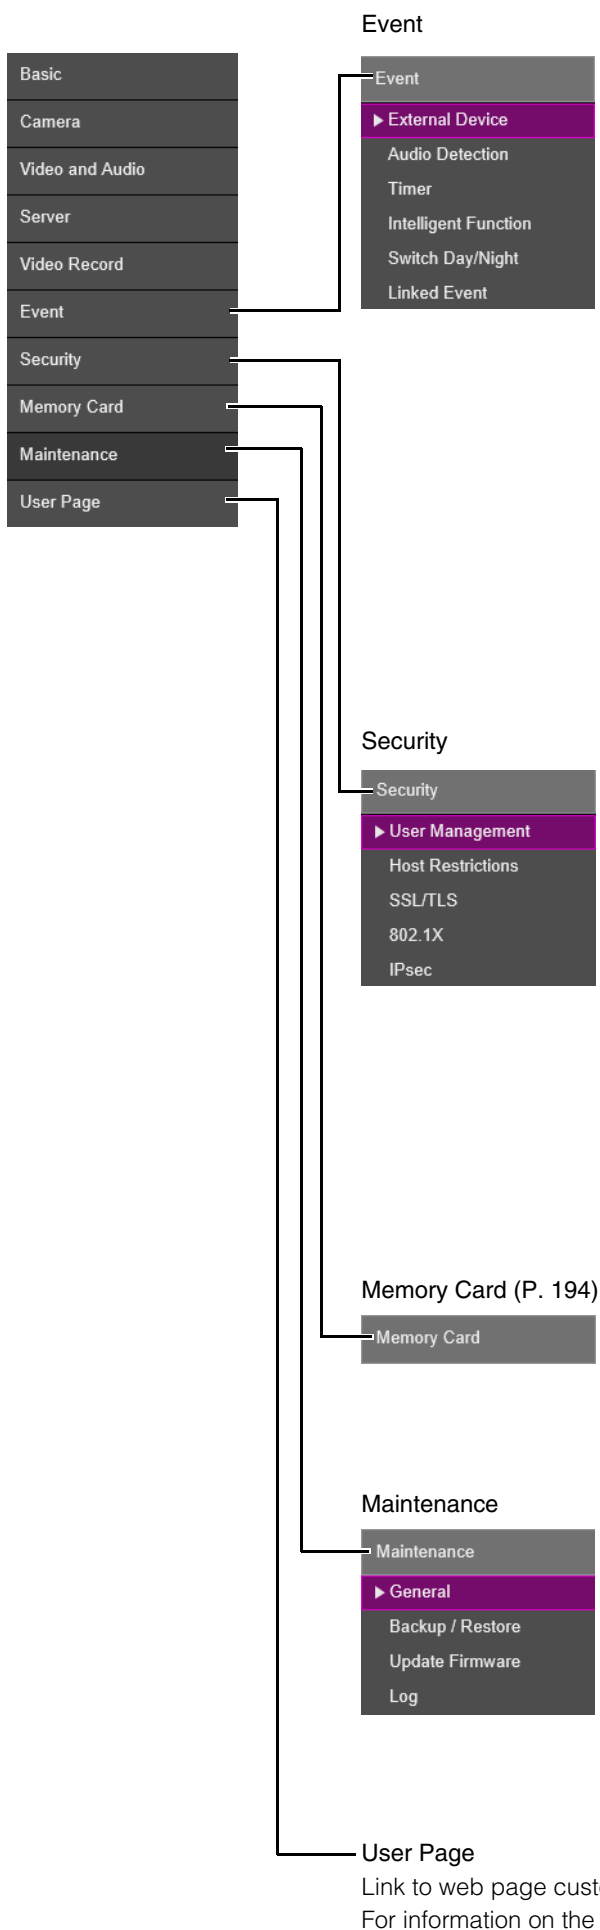 Basic
Camera
Video and Audio
Server
Video Record
Event
Security
Memory Card
Maintenance
User Page
Event
Event
External Device
Audio Detection
Timer
Intelligent Function
Switch Day/Night
Linked Event
Security
Security
User Management
Host Restrictions
SSL/TLS
802.1X
IPsec
Memory Card (P. 194)
Memory Card
Maintenance
Maintenance
General
Backup / Restore
Update Firmware
Log
User Page
Link to web page
For information on the